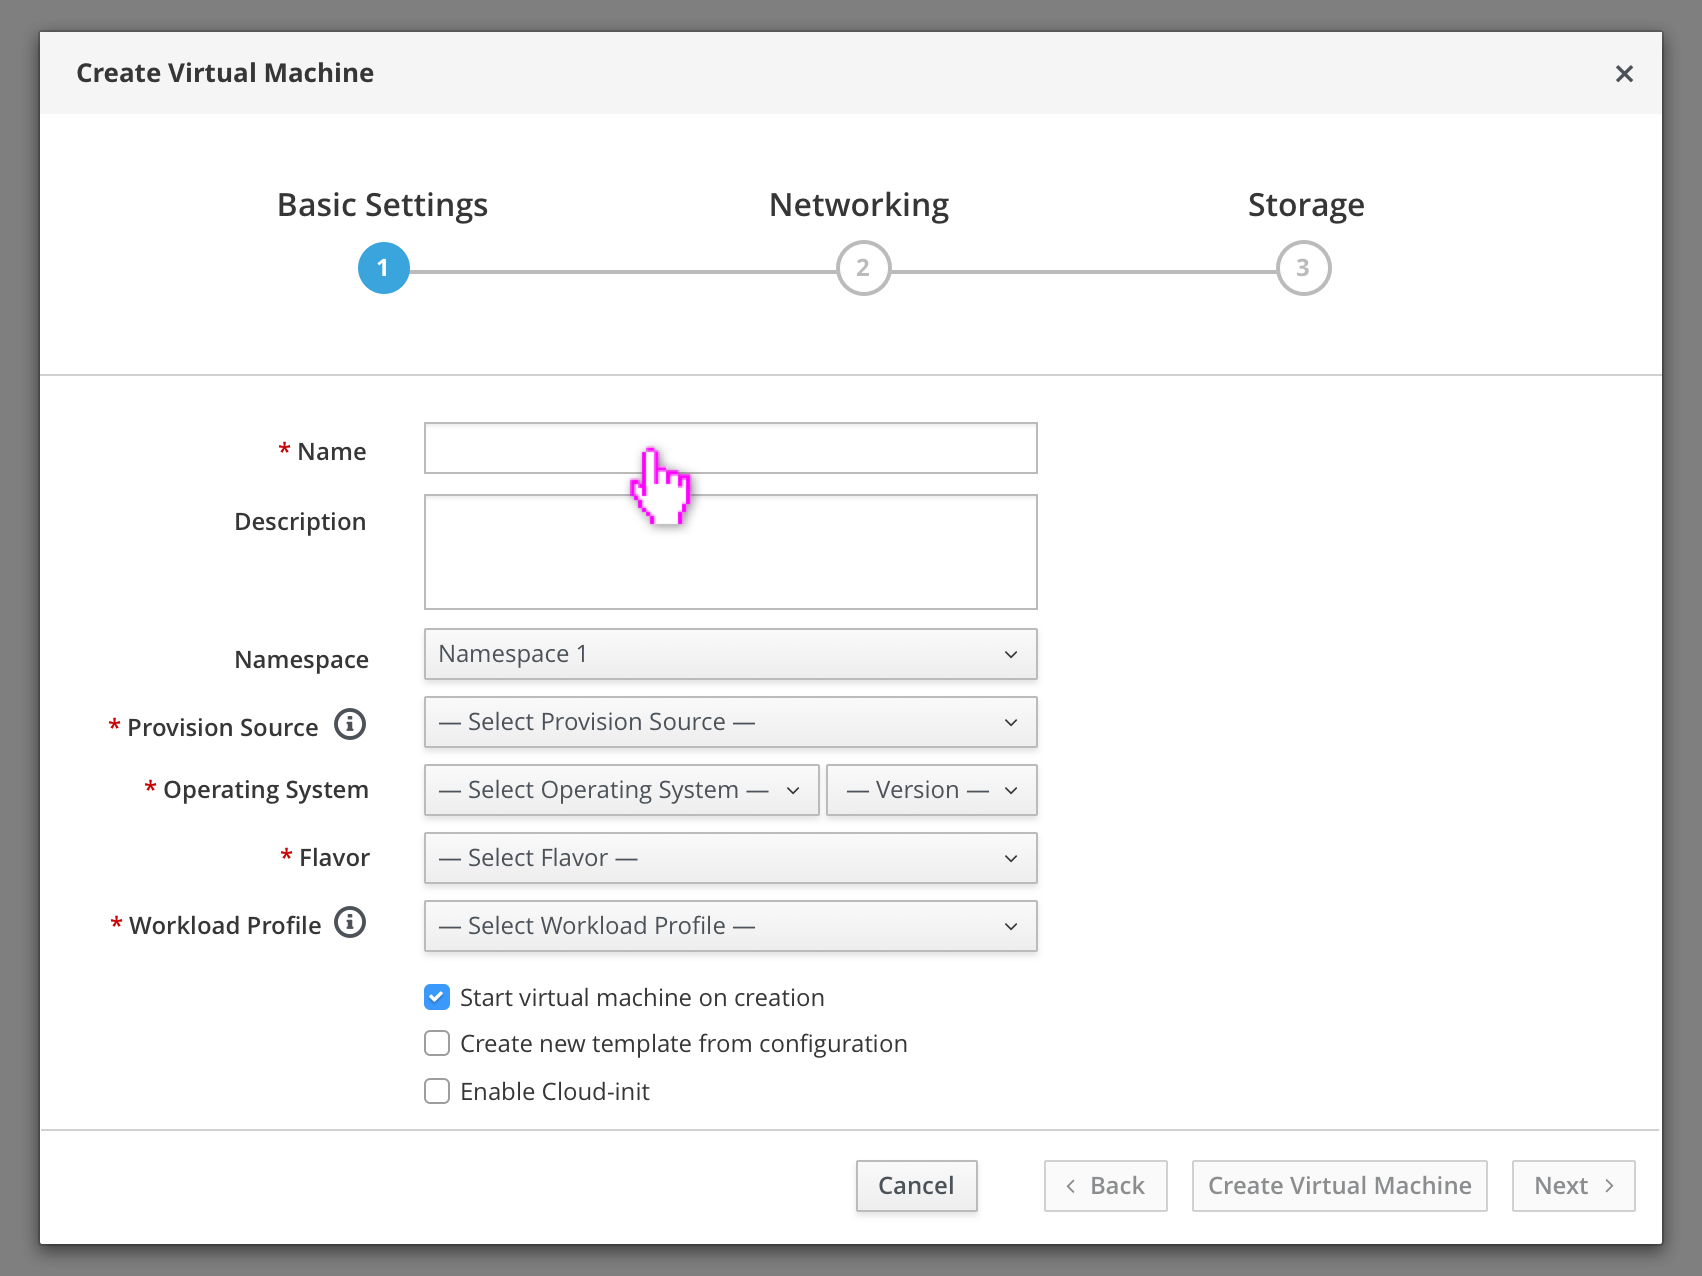 Create Virtual Machine
Basic Settings
Networking
Storage
1
2
3
* Name
Description
Namespace
Namespace 1
* Provision Source
— Select Provision Source —
* Operating System
— Select Operating System —
— Version —
* Flavor
— Select Flavor —
* Workload Profile
— Select Workload Profile —
Start virtual machine on creation
Create new template from configuration
Enable Cloud-init
Cancel
Back
Create Virtual Machine
Next